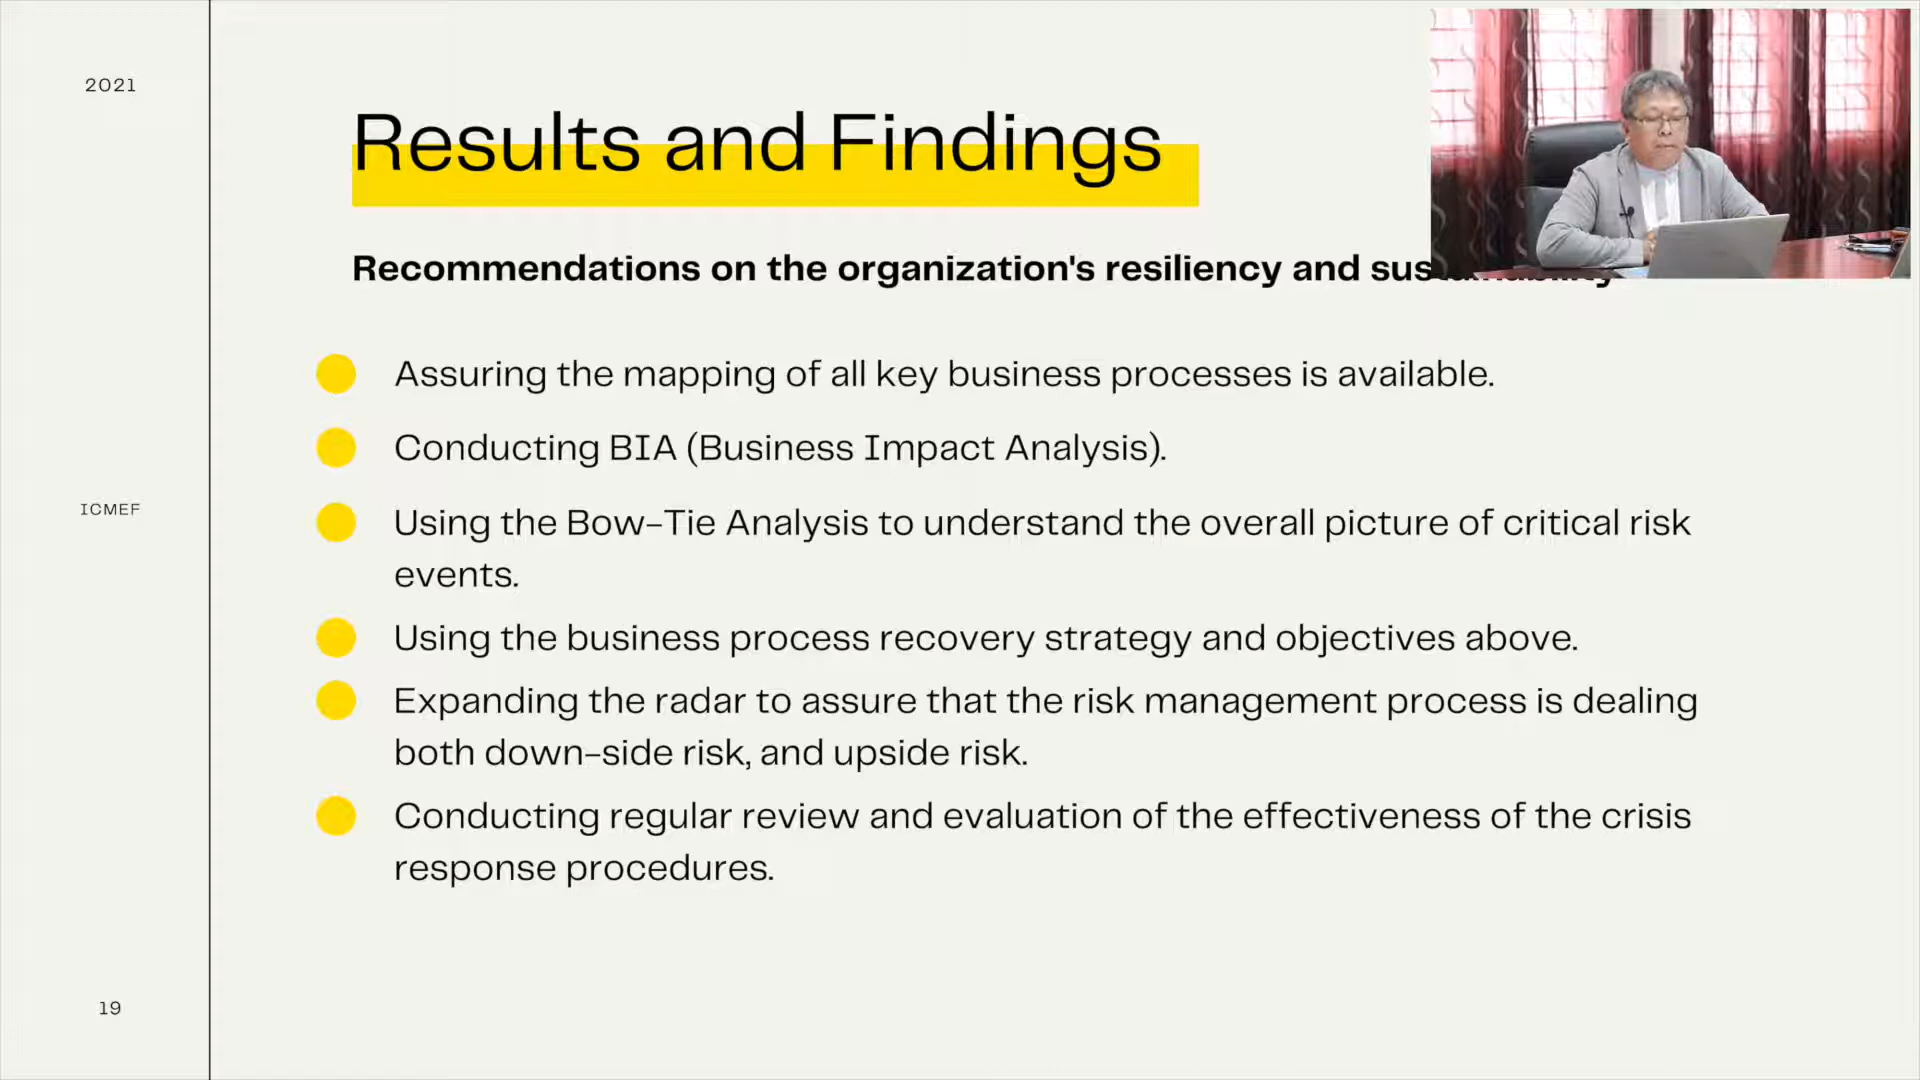 2021
Results and Findings
Recommendations on the organization's resiliency and sustainability
Assuring the mapping of all key business processes is available.
Conducting BIA (Business Impact Analysis).
ICMEF
Using the Bow-Tie Analysis to understand the overall picture of critical risk
events.
Using the business process recovery strategy and objectives above.
Expanding the radar to assure that the risk management process is dealing
both down-side risk, and upside risk.
Conducting regular review and evaluation of the effectiveness of the crisis
response procedures.
19